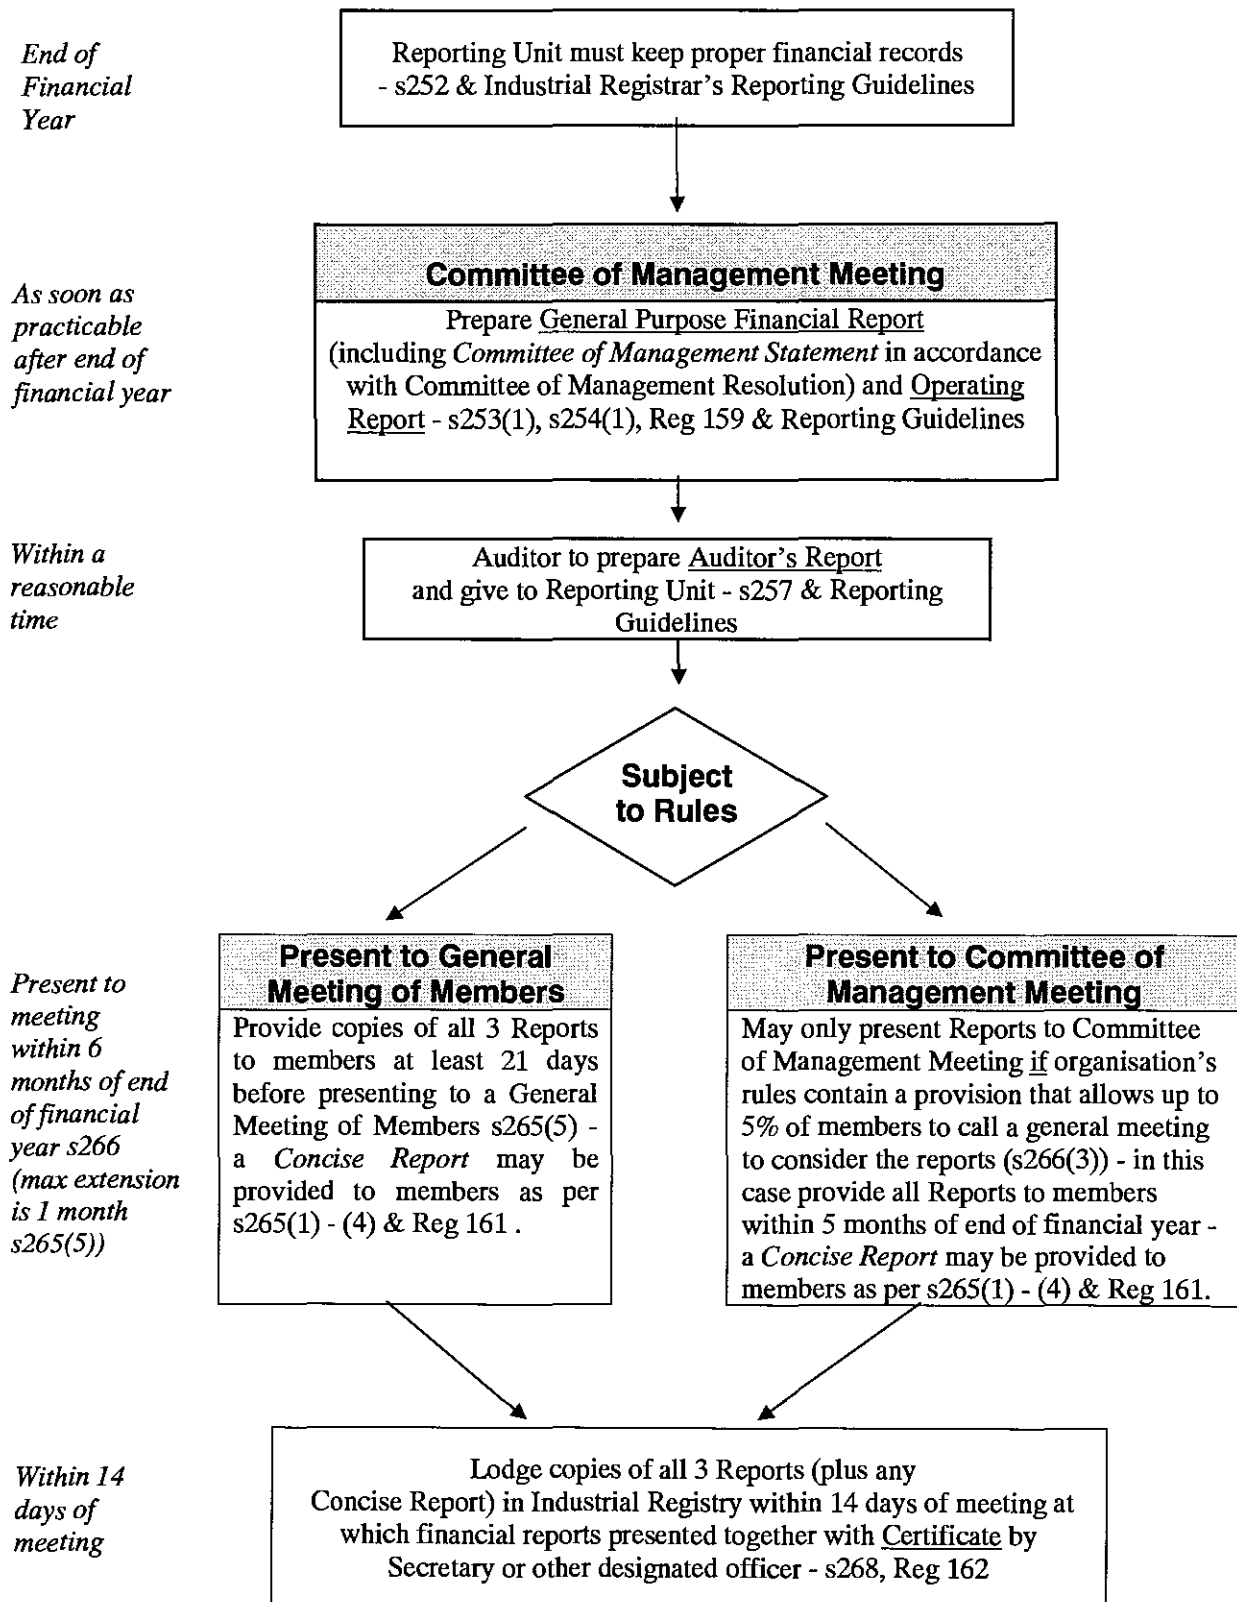 End of
Financial
Year
Reporting Unit must keep proper financial records
- s252 & Industrial Registrar's Reporting Guidelines
As soon as
practicable
after end of
financial year
Committee of Management Meeting
Prepare General Purpose Financial Report
(including Committee of Management Statement in accordance
with Committee of Management Resolution) and Operating
Report - s253(1), s254(1), Reg 159 & Reporting Guidelines
Within a
reasonable
time
Auditor to prepare Auditor's Report
and give to Reporting Unit - s257 & Reporting
Guidelines
Subject
to Rules
Present to
meeting
within 6
months of end
of financial
year s266
(max extension
is 1 month
s265(5))
Present to General
Meeting of Members
Provide copies of all 3 Reports
to members at least 21 days
before presenting to a General
Meeting of Members s265(5) -
a Concise Report may be
provided to members as per
s265(1) - (4) & Reg 161 .
Present to Committee of
Management Meeting
May only present Reports to Committee
of Management Meeting if organisation's
rules contain a provision that allows up to
5% of members to call a general meeting
to consider the reports (s266(3)) - in this
case provide all Reports to members
within 5 months of end of financial year -
a Concise Report may be provided to
members as per s265(1) - (4) & Reg 161.
Within 14
days of
meeting
Lodge copies of all 3 Reports (plus any
Concise Report) in Industrial Registry within 14 days of meeting at
which financial reports presented together with Certificate by
Secretary or other designated officer - s268, Reg 162